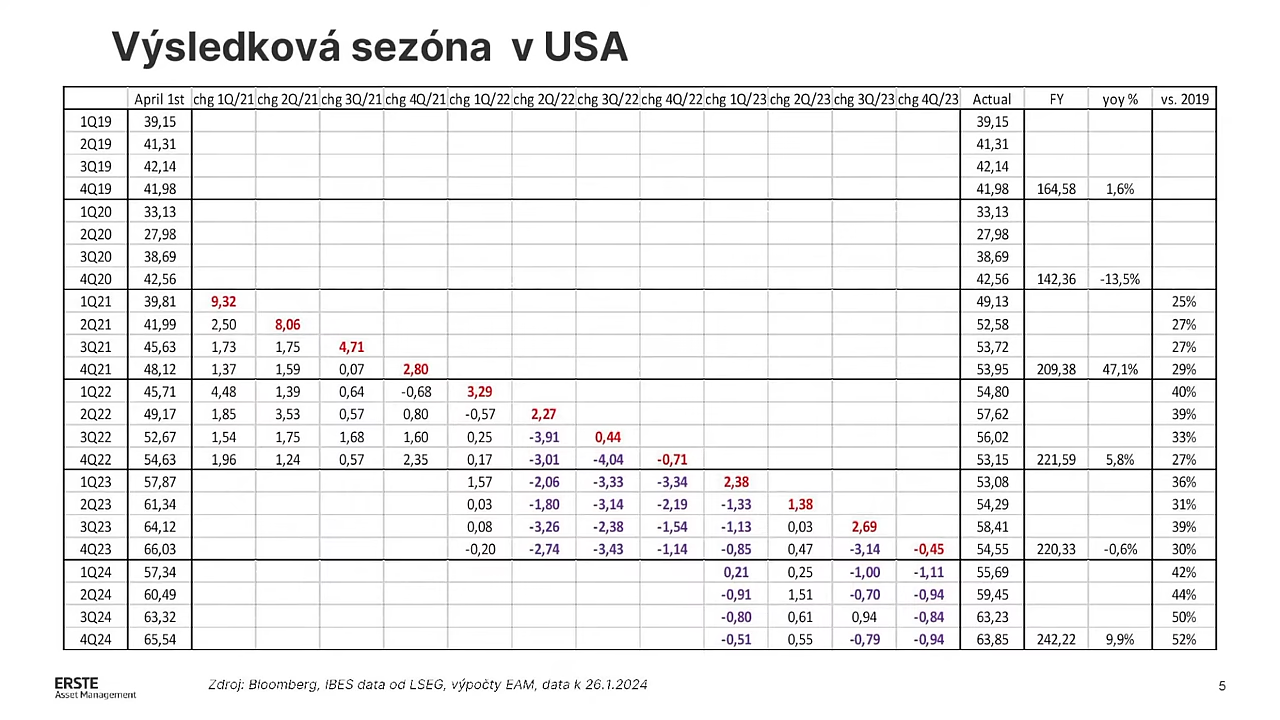 Výsledková sezóna v USA
April 1st chg 1Q/21 chg 2Q/21 chg 3Q/21 chg 4Q/21 chg 1Q/22 chg 2Q/22 chg 3Q/22 chg 4Q/22 chg 1Q/23 chg 2Q/23 chg 3Q/23 chg 4Q/23 Actual FY yoy % vs. 2019
1Q19 39,15 39,15
2Q19 41,31 41,31
3Q19 42,14 42,14
4Q19 41,98 41,98 164,58 1,6%
1Q20 33,13 33,13
2Q20 27,98 27,98
3Q20 38,69 38,69
4Q20 42,56 42,56 142,36 -13,5%
1Q21 39,81 9,32 49,13 25%
2Q21 41,99 2,50 8,06 52,58 27%
3Q21 45,63 1,73 1,75 4,71 53,72 27%
4Q21 48,12 1,37 1,59 0,07 2,80 53,95 209,38 47,1% 29%
1Q22 45,71 4,48 1,39 0,64 -0,68 3,29 54,80 40%
2Q22 49,17 1,85 3,53 0,57 0,80 -0,57 2,27 57,62 39%
3Q22 52,67 1,54 1,75 1,68 1,60 0,25 -3,91 0,44 56,02 33%
4Q22 54,63 1,96 1,24 0,57 2,35 0,17 -3,01 -4,04 -0,71 53,15 221,59 5,8% 27%
1Q23 57,87 1,57 -2,06 -3,33 -3,34 2,38 53,08 36%
2Q23 61,34 0,03 -1,80 -3,14 -2,19 -1,33 1,38 54,29 31%
3Q23 64,12 0,08 -3,26 -2,38 -1,54 -1,13 0,03 2,69 58,41 39%
4Q23 66,03 -0,20 -2,74 -3,43 -1,14 -0,85 0,47 -3,14 -0,45 54,55 220,33 -0,6% 30%
1Q24 57,34 0,21 0,25 -1,00 -1,11 55,69 42%
2Q24 60,49 -0,91 1,51 -0,70 -0,94 59,45 44%
3Q24 63,32 -0,80 0,61 0,94 -0,84 63,23 50%
4Q24 65,54 -0,51 0,55 -0,79 -0,94 63,85 242,22 9,9% 52%
ERSTE
Asset Management
Zdroj: Bloomberg, IBES data od LSEG, výpočty EAM, data k 26.1.2024
5